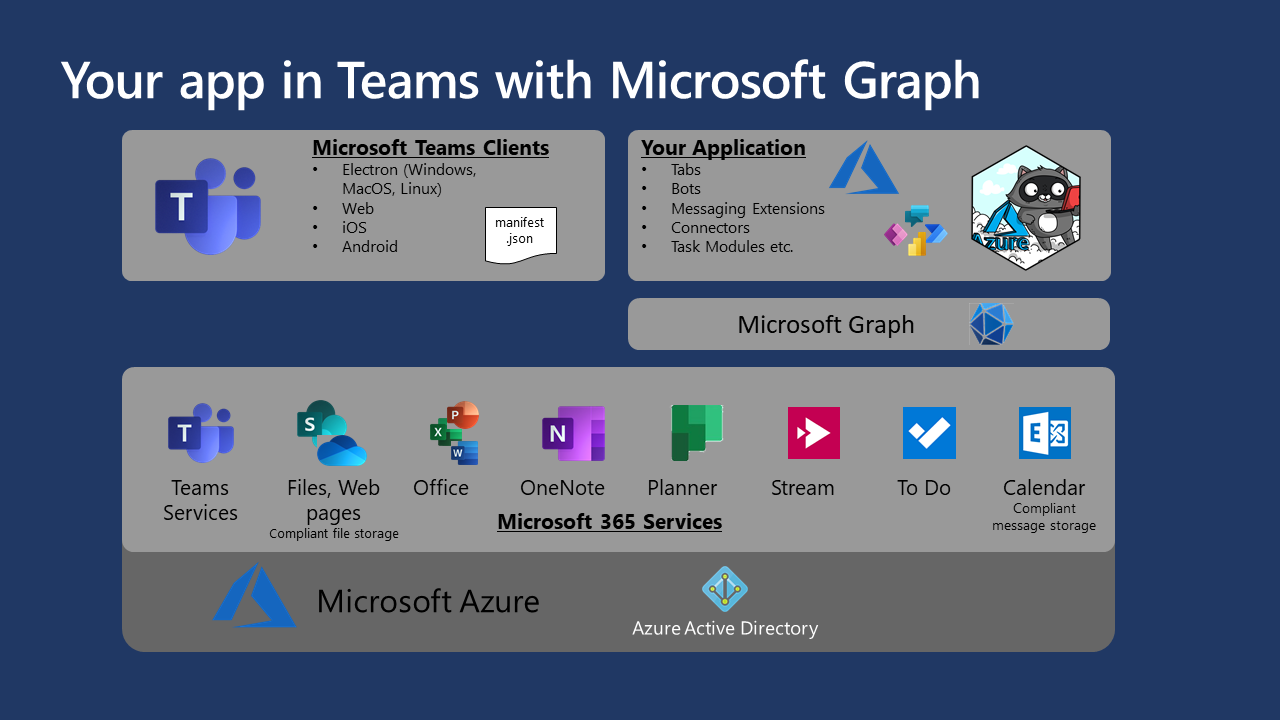 Your app in Teams with Microsoft Graph
Microsoft Teams Clients
• Electron (Windows,
MacOS, Linux)
• Web
• iOS
• Android
manifest
.json
Your Application
• Tabs
• Bots
• Messaging Extensions
• Connectors
• Task Modules etc.
Azure
Microsoft Graph
Teams
Services
Files, Web
pages
Compliant file storage
Office
OneNote
Planner
Stream
To Do
Calendar
Compliant
message storage
Microsoft 365 Services
Microsoft Azure
Azure Active Directory
T
T
S
P
X
W
N
E